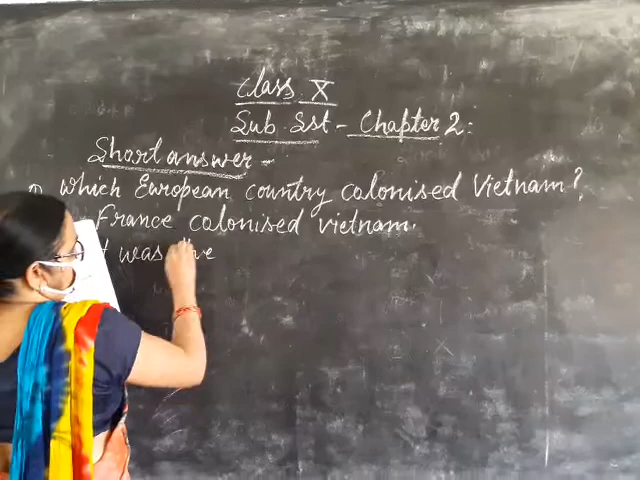 Class X
Sub Sst - Chapter 2:
Short answer -
which European country colonised Vietnam?
France colonised vietnam.
was